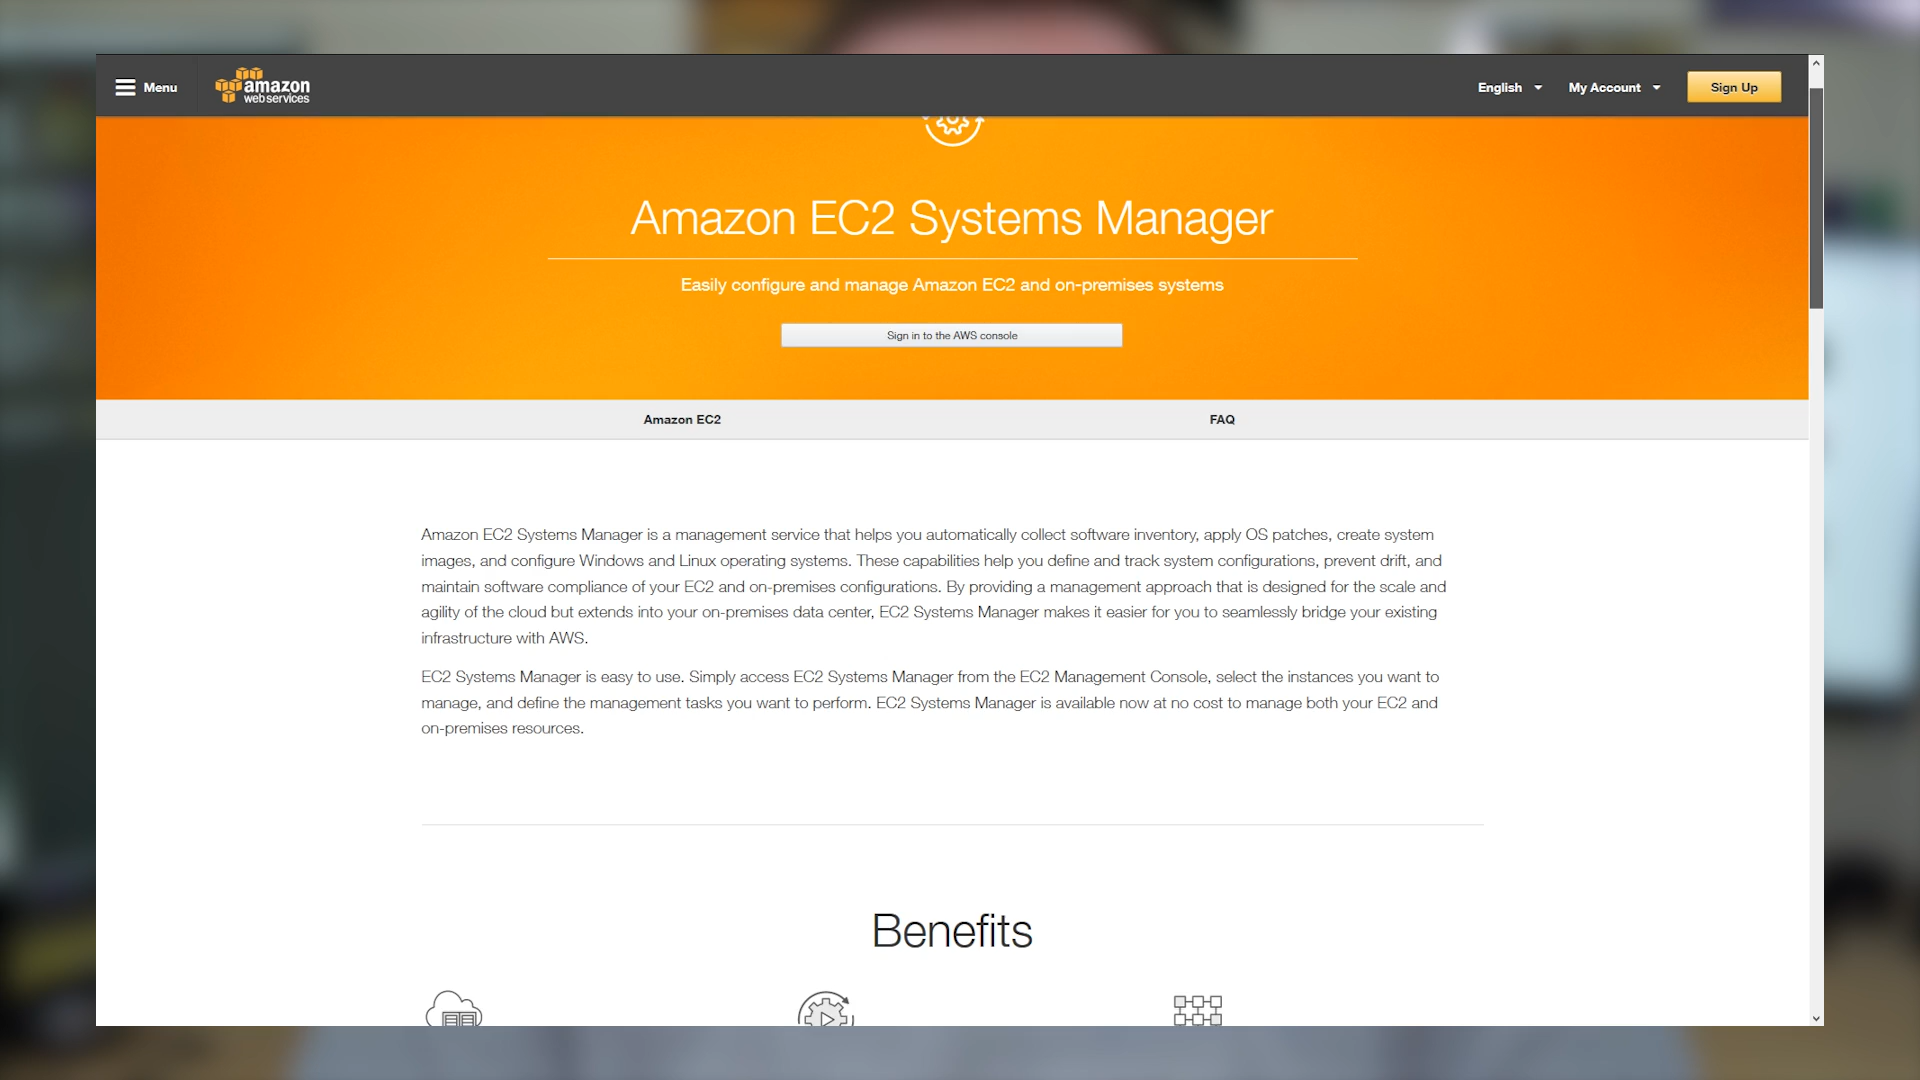 Menu
amazon
web services
English
My Account
Sign Up
Amazon EC2 Systems Manager
Easily configure and manage Amazon EC2 and on-premises systems
Sign in to the AWS console
Amazon EC2
FAQ
Amazon EC2 Systems Manager is a management service that helps you automatically collect software inventory, apply OS patches, create system
images, and configure Windows and Linux operating systems. These capabilities help you define and track system configurations, prevent drift, and
maintain software compliance of your EC2 and on-premises configurations. By providing a management approach that is designed for the scale and
agility of the cloud but extends into your on-premises data center, EC2 Systems Manager makes it easier for you to seamlessly bridge your existing
infrastructure with AWS.
EC2 Systems Manager is easy to use. Simply access EC2 Systems Manager from the EC2 Management Console, select the instances you want to
manage, and define the management tasks you want to perform. EC2 Systems Manager is available now at no cost to manage both your EC2 and
on-premises resources.
Benefits